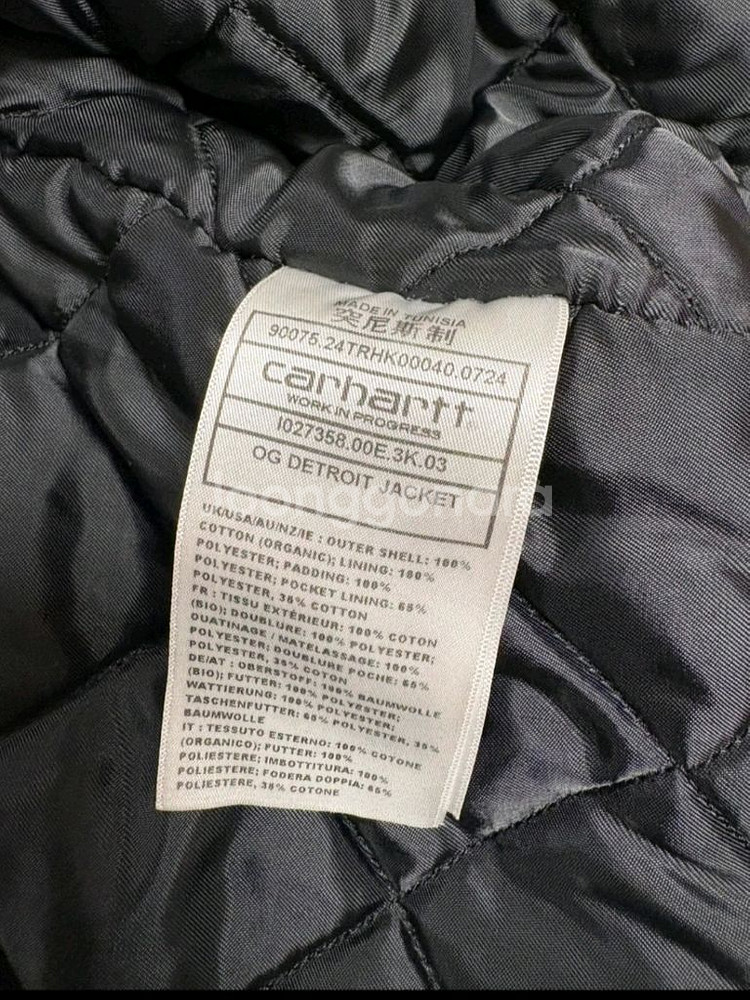 MADE IN TUNISIA
突尼斯制
90075.24TRHK00040.0724
carhartt
WORK IN PROGRESS
I027358.00E.3K.03
OG DETROIT JACKET
UK/USA/AU/NZ/IE : OUTER SHELL: 100%
COTTON (ORGANIC); LINING: 100%
POLYESTER; PADDING: 100%
POLYESTER; POCKET LINING: 65%
POLYESTER, 35% COTTON
FR : TISSU EXTÉRIEUR: 100% COTON
(BIO); DOUBLURE: 100% POLYESTER;
OUATINAGE / MATELASSAGE: 100%
POLYESTER; DOUBLURE POCHE: 65%
POLYESTER, 35% COTON
DE/AT : OBERSTOFF: 100% BAUMWOLLE
(BIO); FUTTER: 100% POLYESTER;
WATTIERUNG: 100% POLYESTER;
TASCHENFUTTER: 65% POLYESTER, 35%
BAUMWOLLE
IT : TESSUTO ESTERNO: 100% COTONE
(ORGANICO); FUTTER: 100%
POLIESTERE; IMBOTTITURA: 100%
POLIESTERE; FODERA DOPPIA: 65%
POLIESTERE, 35% COTONE